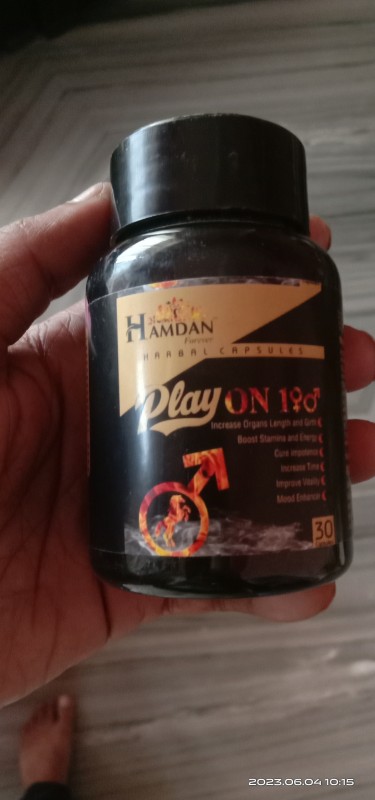 HAMDAN
Forever
HARBAL CAPSULES
Play ON 1♀♂
Increase Organs Length and Girth
Boost Stamina and Energy
Cure Impotence
Increase Time
Improve Vitality
Mood Enhancer
30
2023.06.04 10:15